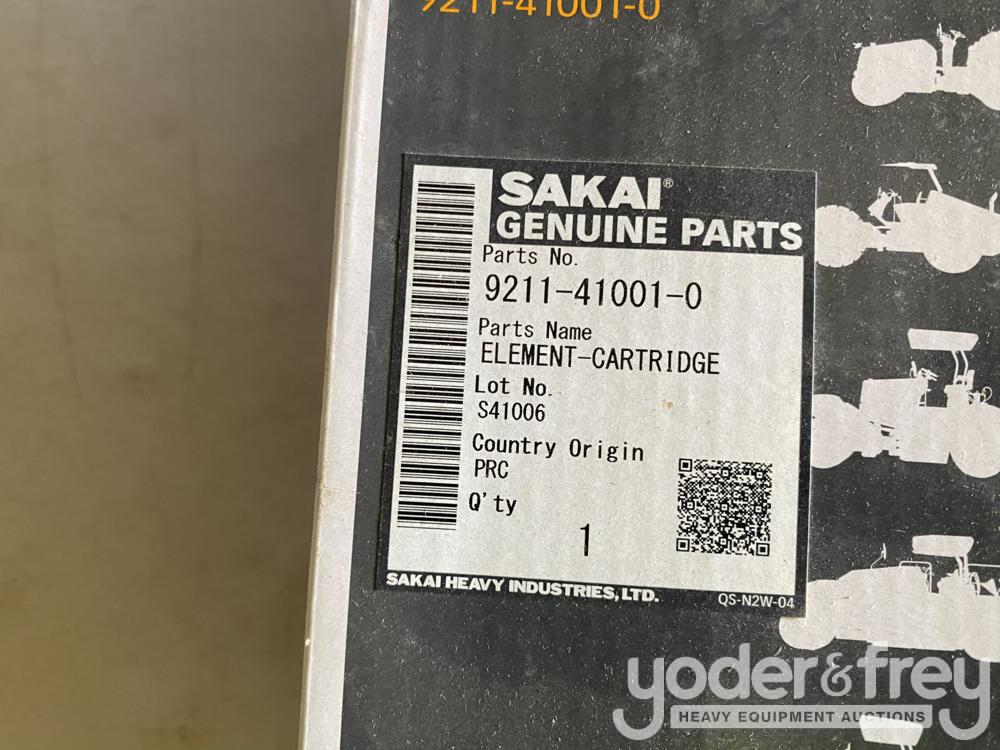 9211-41001-0
SAKAI®
GENUINE PARTS
Parts No.
9211-41001-0
Parts Name
ELEMENT-CARTRIDGE
Lot No.
S41006
Country Origin
PRC
Q'ty
1
SAKAI HEAVY INDUSTRIES, LTD.
QS-N2W-04
yoder&frey
HEAVY EQUIPMENT AUCTIONS